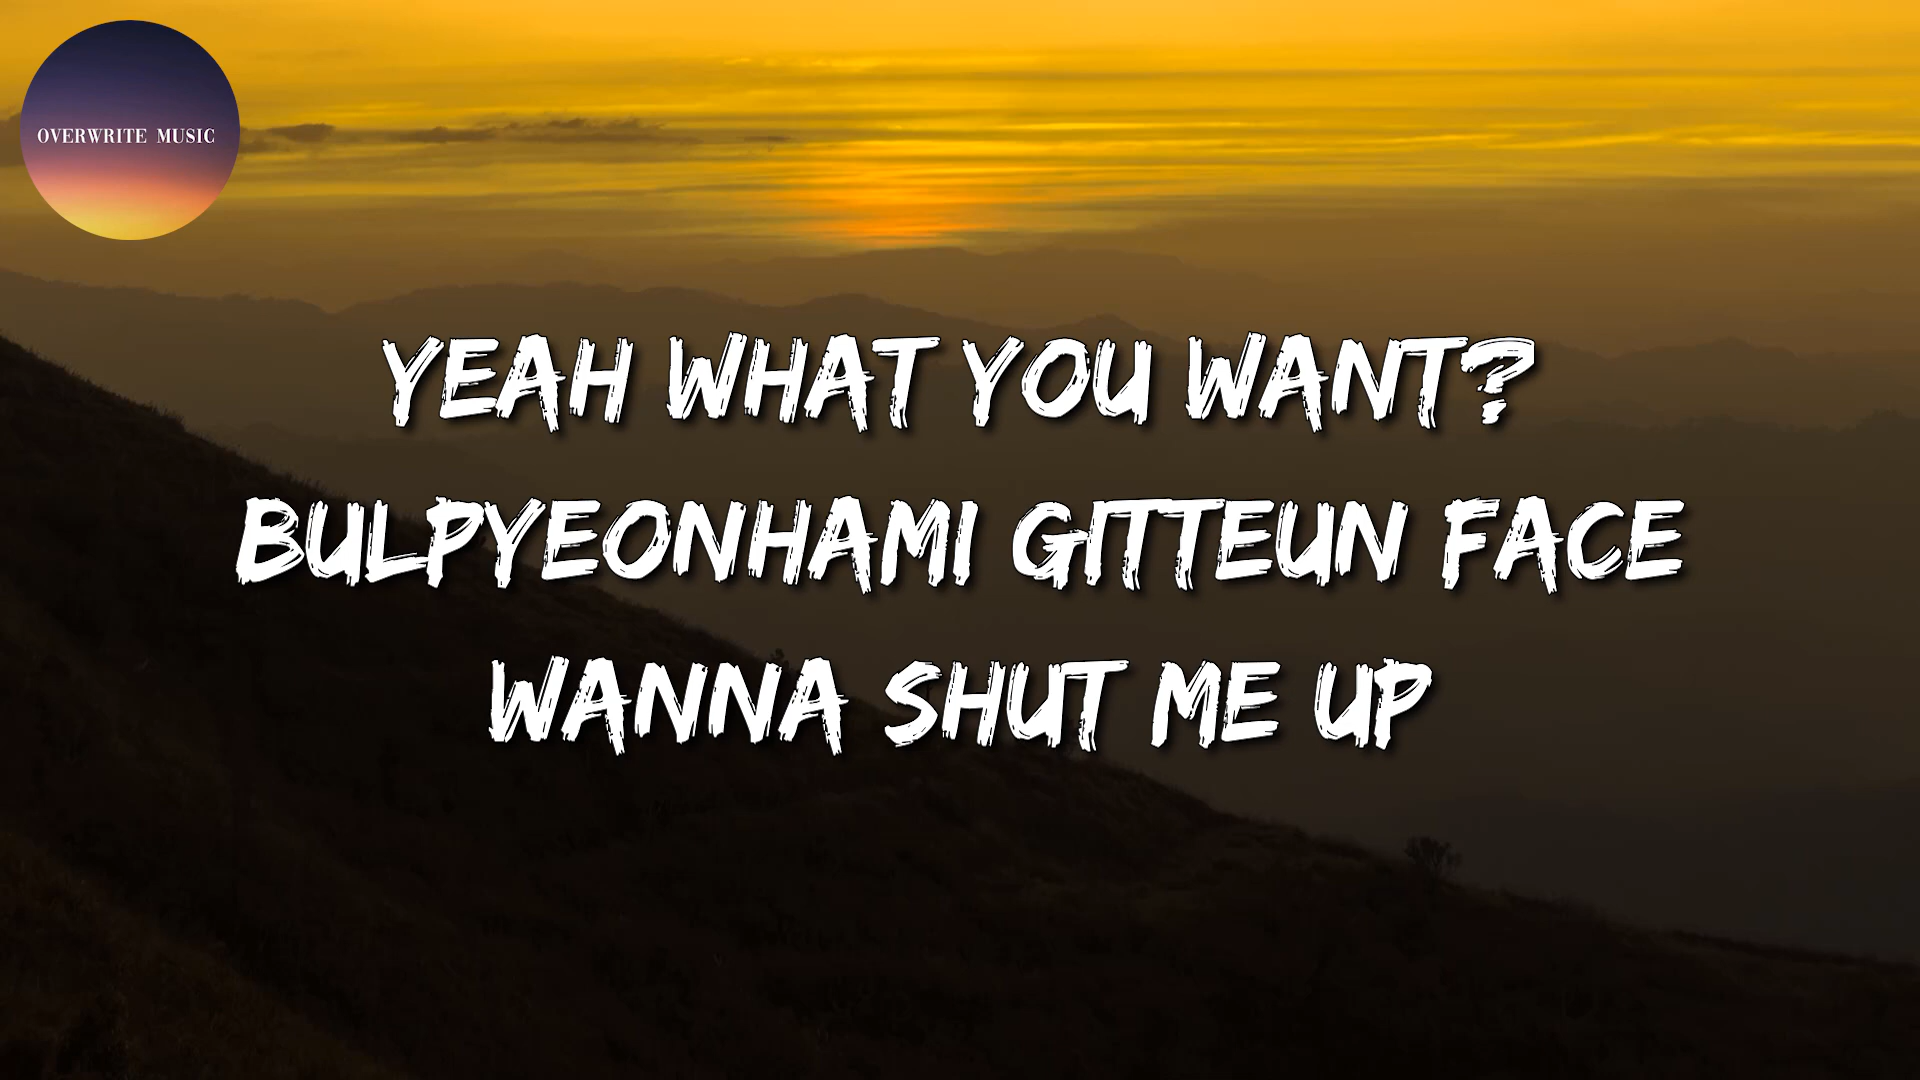 OVERWRITE MUSIC
YEAH WHAT YOU WANT?
BULPYEONHAMI GITTEUN FACE
WANNA SHUT ME UP